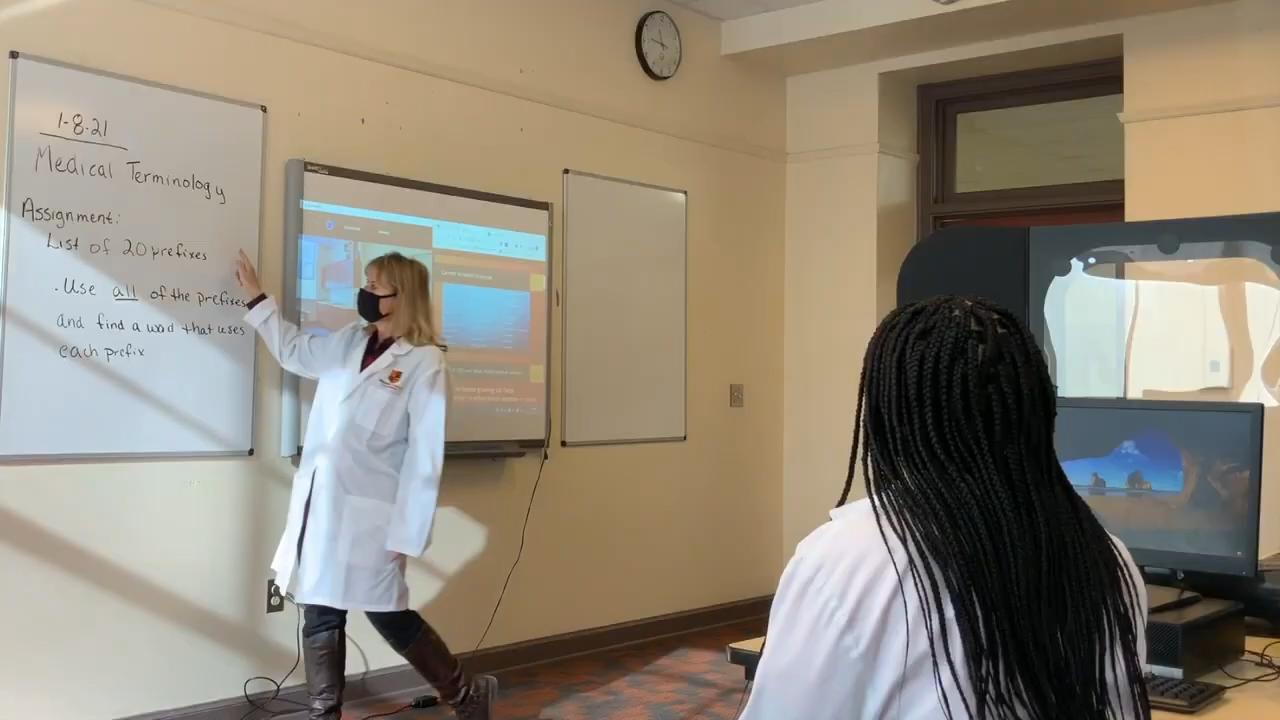 1-8-21
Medical Terminology
Assignment:
List of 20 prefixes
. Use all of the prefixes
and find a word that uses
each prefix